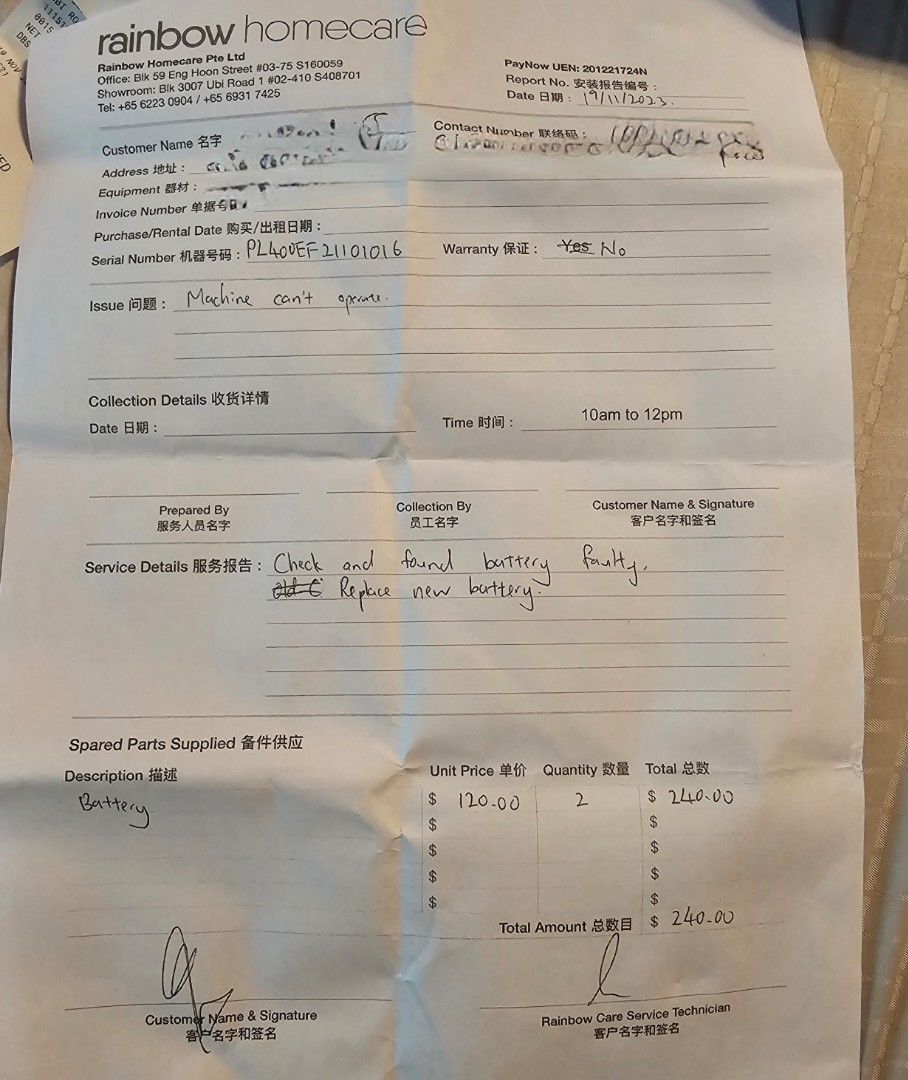 rainbow homecare
Rainbow Homecare Pte Ltd
Office: Blk 59 Eng Hoon Street #03-75 S160059
Showroom: Blk 3007 Ubi Road 1 #02-410 S408701
Tel: +65 6223 0904 / +65 6931 7425
PayNow UEN: 201221724N
Report No. 安装报告编号 :
Date 日期 : 19/11/2023.
Customer Name 名字
Contact Number 联络码 :
Address 地址 :
Equipment 器材 :
Invoice Number 单据号
Purchase/Rental Date 购买/出租日期 :
Serial Number 机器号码 : PL400EF21101016
Warranty 保证 : Yes No
Issue 问题 : Machine can't operate.
Collection Details 收货详情
Date 日期 :
Time 时间 : 10am to 12pm
Prepared By
服务人员名字
Collection By
员工名字
Customer Name & Signature
客户名字和签名
Service Details 服务报告 : Check and found battery faulty.
Replace new battery.
Spared Parts Supplied 备件供应
Description 描述 Unit Price 单价 Quantity 数量 Total 总数
Battery $ 120.00 2 $ 240.00
$ $
$ $
$ $
$ $
Total Amount 总数目 $ 240.00
Customer Name & Signature
客户名字和签名
Rainbow Care Service Technician
客户名字和签名